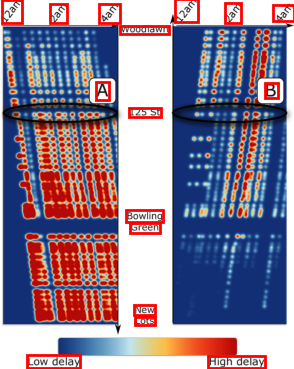 12am 2am 4am 12am 2am 4am
Woodlawn
A B
125 St
Bowling
Green
New
Lots
Low delay High delay